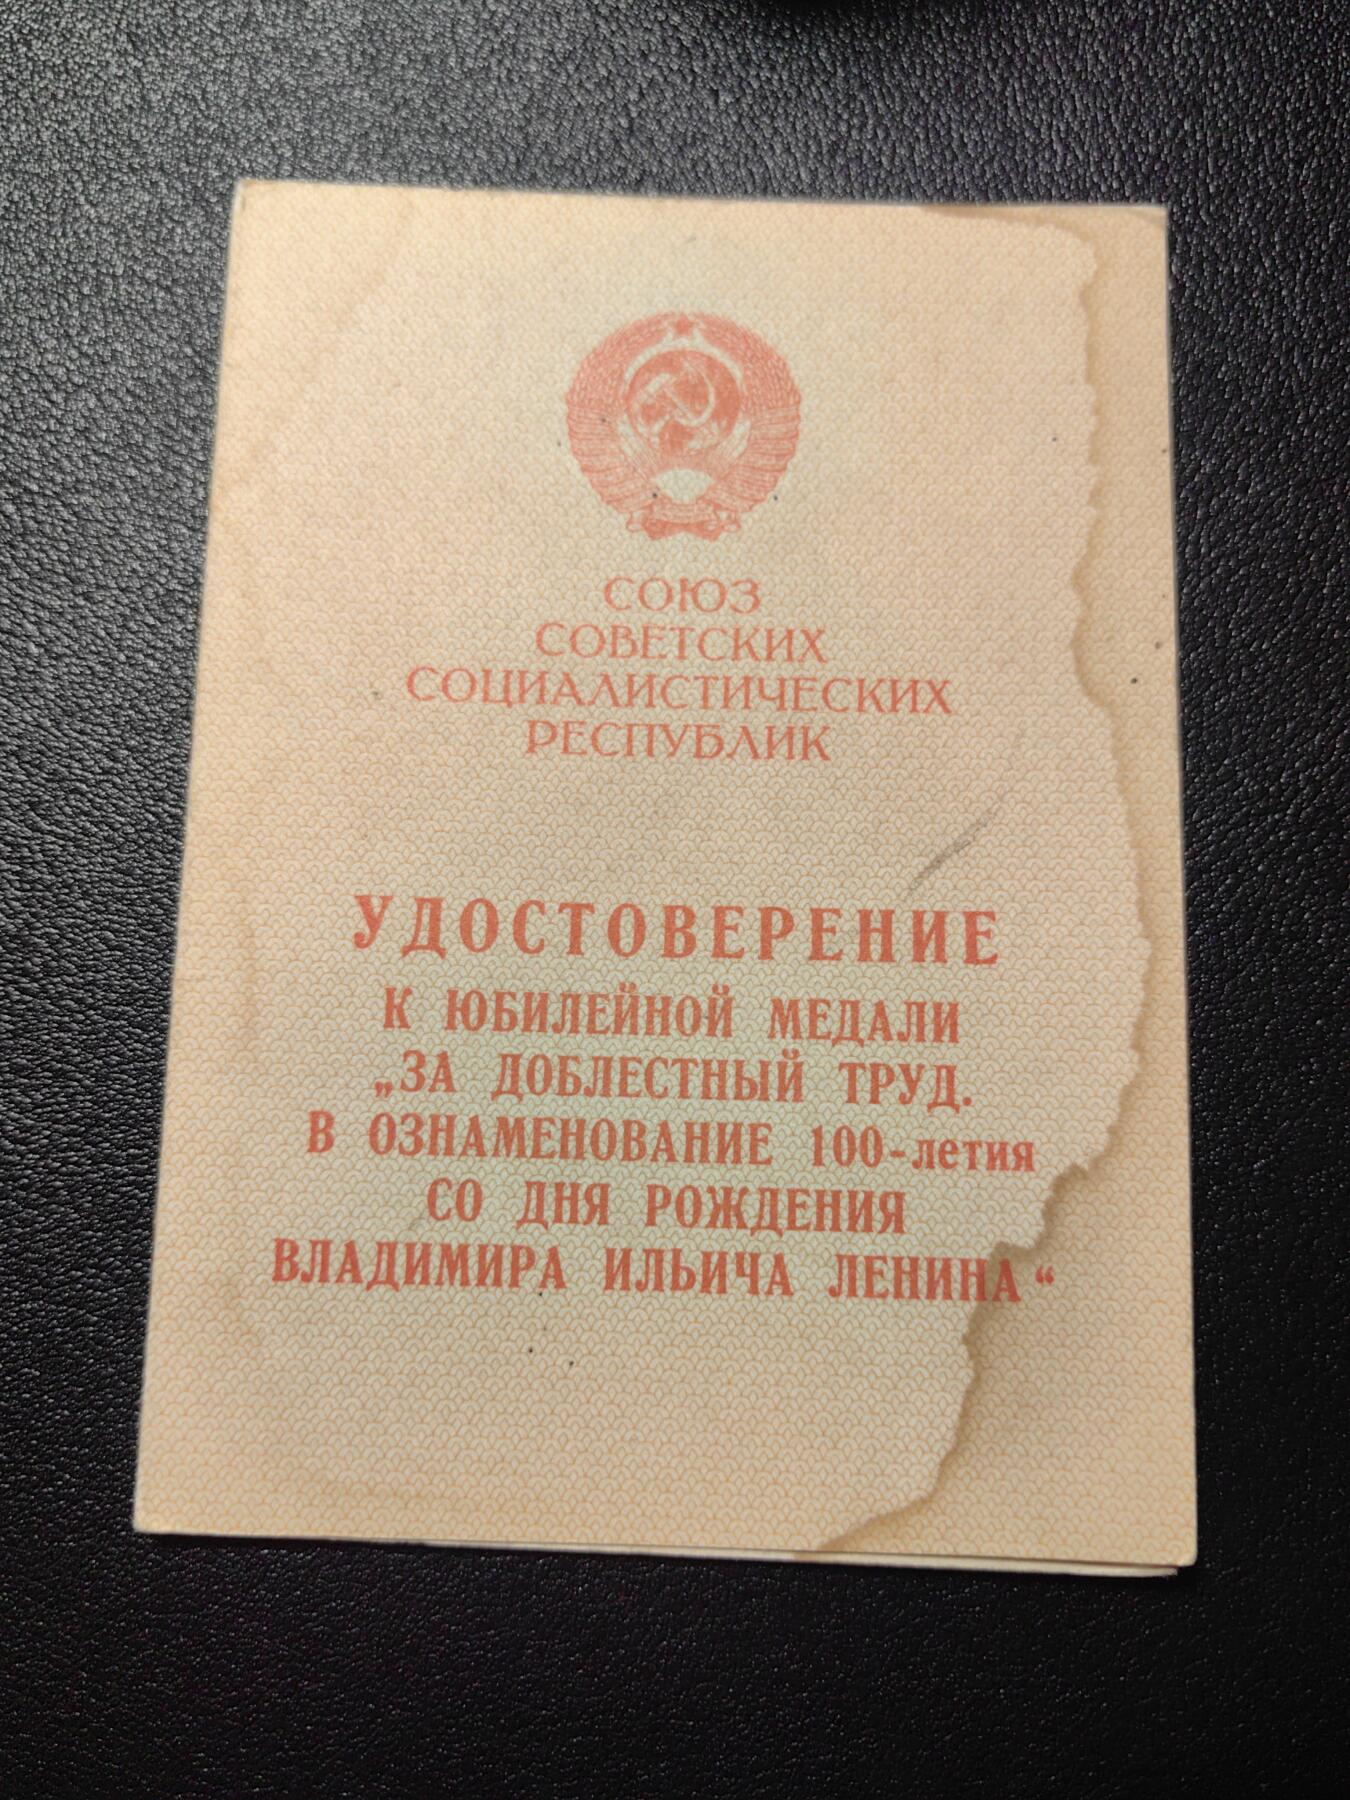 СОЮЗ
СОВЕТСКИХ
СОЦИАЛИСТИЧЕСКИХ
РЕСПУБЛИК
УДОСТОВЕРЕНИЕ
К ЮБИЛЕЙНОЙ МЕДАЛИ
„ЗА ДОБЛЕСТНЫЙ ТРУД.
В ОЗНАМЕНОВАНИЕ 100-летия
СО ДНЯ РОЖДЕНИЯ
ВЛАДИМИРА ИЛЬИЧА ЛЕНИНА“